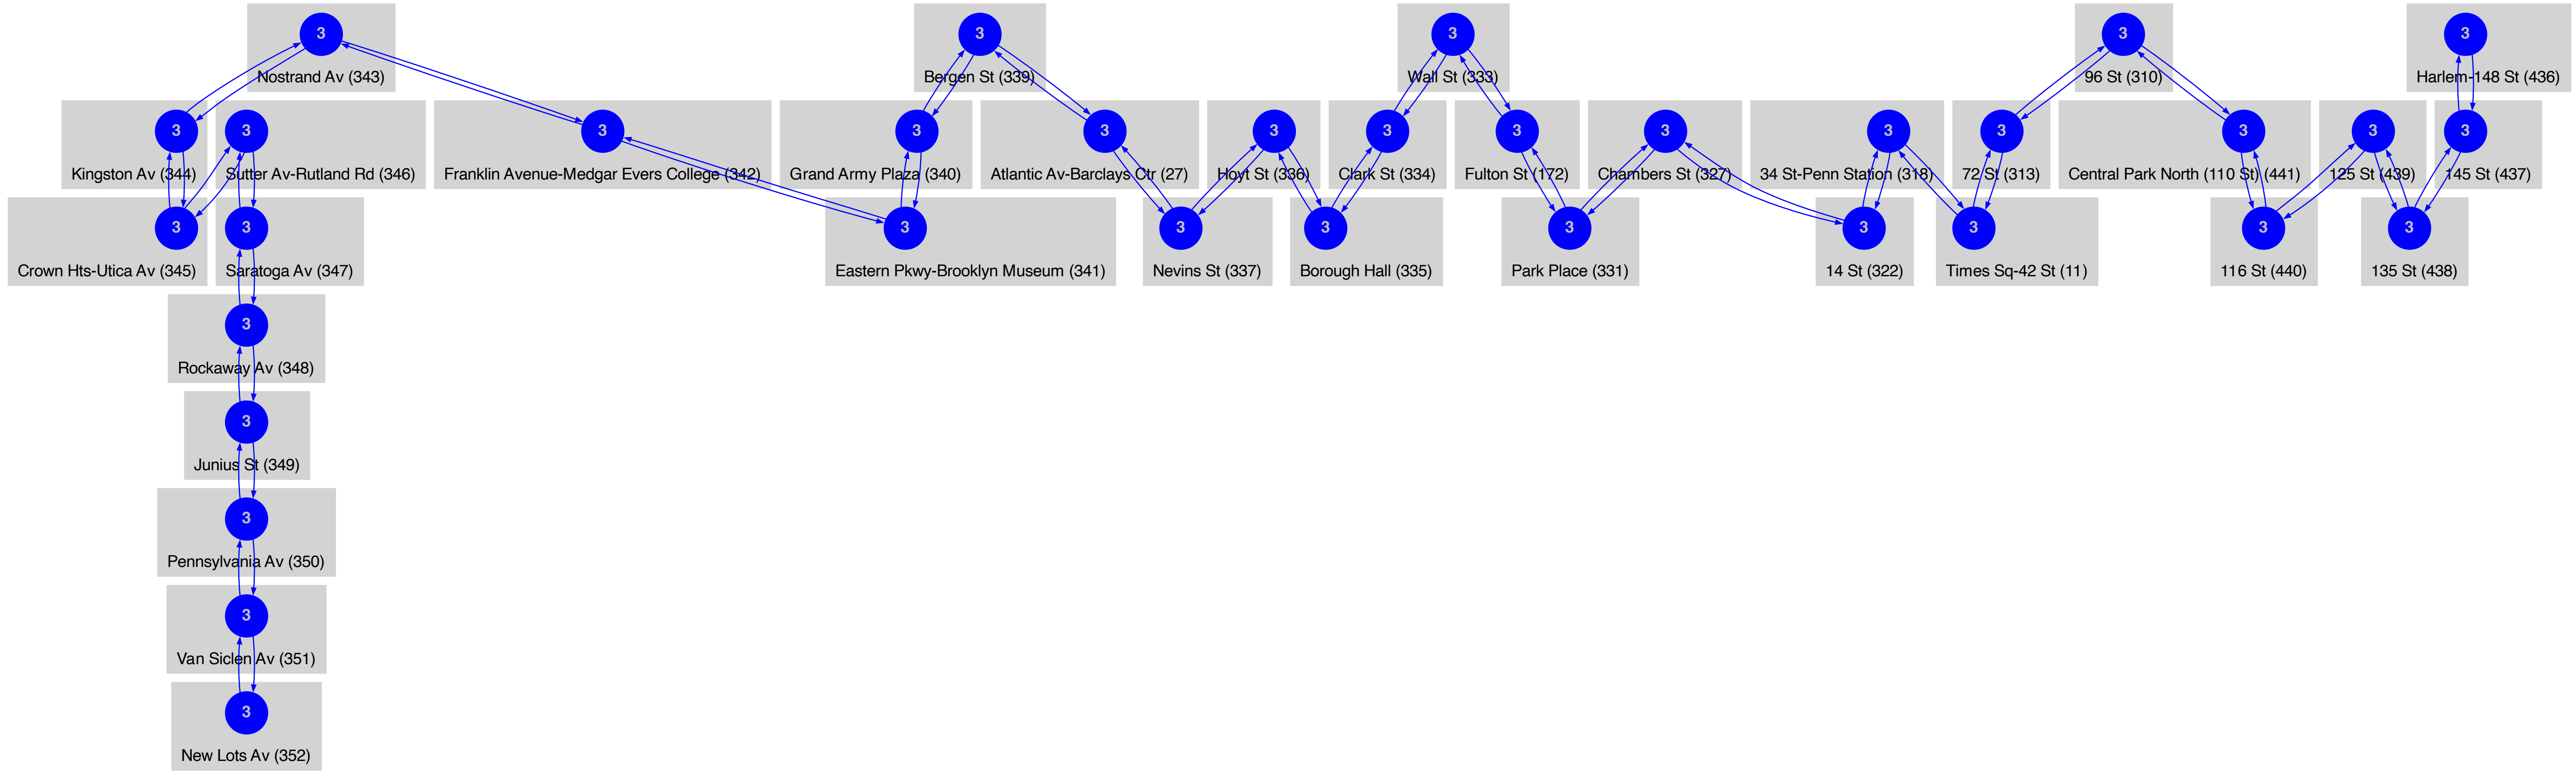 3
Nostrand Av (343)
3
Bergen St (339)
3
Wall St (333)
3
96 St (310)
3
Harlem-148 St (436)
3
Kingston Av (344)
3
Sutter Av-Rutland Rd (346)
3
Franklin Avenue-Medgar Evers College (342)
3
Grand Army Plaza (340)
3
Atlantic Av-Barclays Ctr (27)
3
Hoyt St (336)
3
Clark St (334)
3
Fulton St (172)
3
Chambers St (327)
3
34 St-Penn Station (318)
3
72 St (313)
3
Central Park North (110 St) (441)
3
125 St (439)
3
145 St (437)
3
Crown Hts-Utica Av (345)
3
Saratoga Av (347)
3
Eastern Pkwy-Brooklyn Museum (341)
3
Nevins St (337)
3
Borough Hall (335)
3
Park Place (331)
3
14 St (322)
3
Times Sq-42 St (11)
3
116 St (440)
3
135 St (438)
3
Rockaway Av (348)
3
Junius St (349)
3
Pennsylvania Av (350)
3
Van Siclen Av (351)
3
New Lots Av (352)